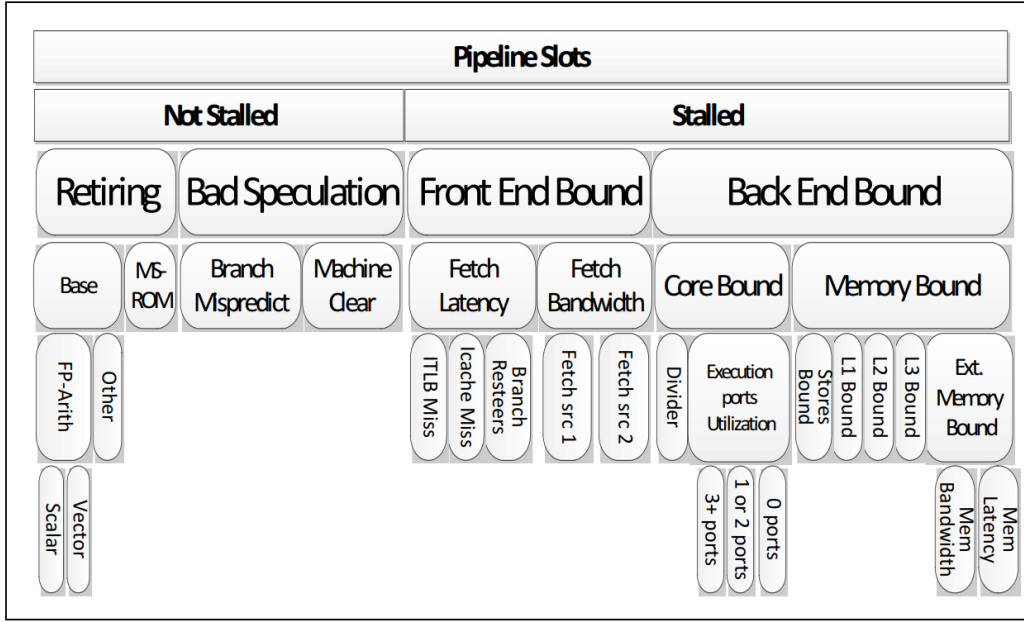 Pipeline Slots
Not Stalled
Stalled
Retiring
Bad Speculation
Front End Bound
Back End Bound
Base
MS-
ROM
Branch
Mispredict
Machine
Clear
Fetch
Latency
Fetch
Bandwidth
Core Bound
Memory Bound
FP-Arith
Other
ITLB Miss
Icache Miss
Branch
Resteers
Fetch src 1
Fetch src 2
Divider
Execution
ports
Utilization
Stores
Bound
L1 Bound
L2 Bound
L3 Bound
Ext.
Memory
Bound
Scalar
Vector
3+ ports
1 or 2 ports
0 ports
Mem
Bandwidth
Mem
Latency